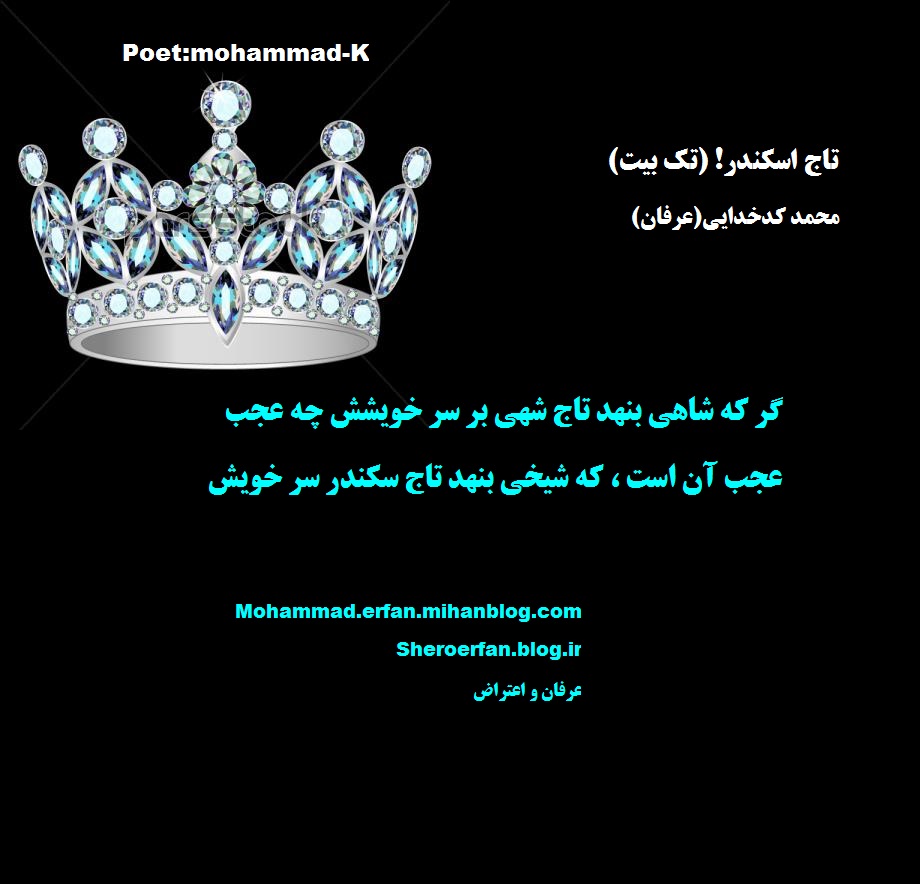 Poet:mohammad-K
تاج اسکندر! (تک بیت)
محمد کدخدایی(عرفان)
گر که شاهی بنهد تاج شهی بر سر خویشش چه عجب
عجب آن است ، که شیخی بنهد تاج سکندر سر خویش
Mohammad.erfan.mihanblog.com
Sheroerfan.blog.ir
عرفان و اعتراض